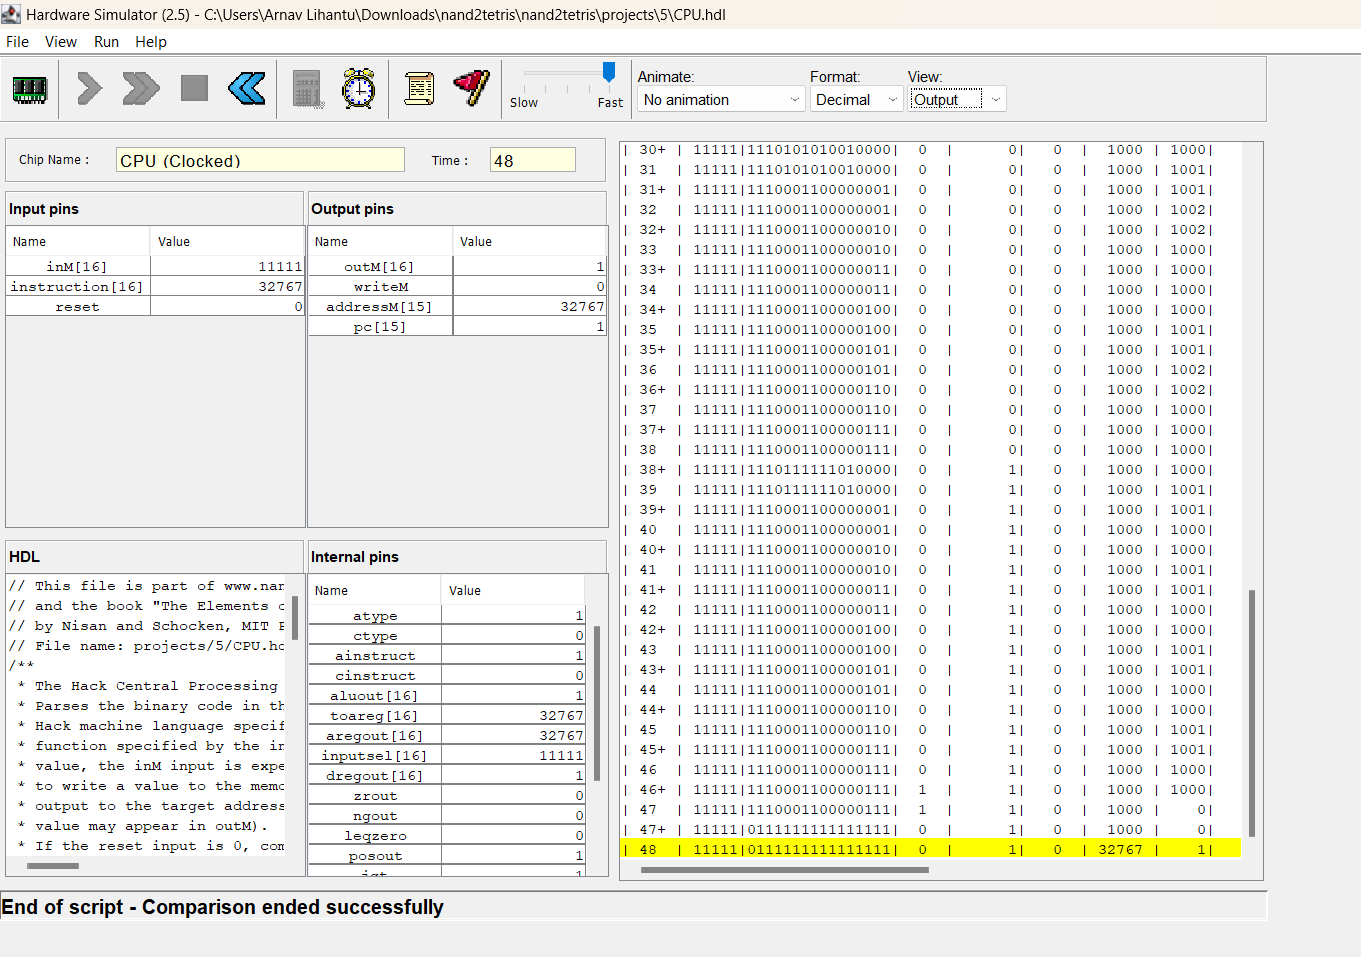 Hardware Simulator (2.5) - C:\Users\Arnav Lihantu\Downloads\nand2tetris\nand2tetris\projects\5\CPU.hdl
File View Run Help
Slow Fast
Animate: Format: View:
No animation Decimal Output
Chip Name : CPU (Clocked) Time : 48
Input pins
Name Value
inM[16] 11111
instruction[16] 32767
reset 0
Output pins
Name Value
outM[16] 1
writeM 0
addressM[15] 32767
pc[15] 1
HDL
// This file is part of www.nan
// and the book "The Elements o
// by Nisan and Schocken, MIT P
// File name: projects/5/CPU.hd
/**
* The Hack Central Processing
* Parses the binary code in th
* Hack machine language specif
* function specified by the in
* value, the inM input is expe
* to write a value to the memo
* output to the target address
* value may appear in outM).
* If the reset input is 0, com
Internal pins
Name Value
atype 1
ctype 0
ainstruct 1
cinstruct 0
aluout[16] 1
toareg[16] 32767
aregout[16] 32767
inputsel[16] 11111
dregout[16] 1
zrout 0
ngout 0
leqzero 0
posout 1
| 30+ | 11111|1110101010010000| 0 | 0| 0 | 1000 | 1000|
| 31 | 11111|1110101010010000| 0 | 0| 0 | 1000 | 1001|
| 31+ | 11111|1110001100000001| 0 | 0| 0 | 1000 | 1001|
| 32 | 11111|1110001100000001| 0 | 0| 0 | 1000 | 1002|
| 32+ | 11111|1110001100000010| 0 | 0| 0 | 1000 | 1002|
| 33 | 11111|1110001100000010| 0 | 0| 0 | 1000 | 1000|
| 33+ | 11111|1110001100000011| 0 | 0| 0 | 1000 | 1000|
| 34 | 11111|1110001100000011| 0 | 0| 0 | 1000 | 1000|
| 34+ | 11111|1110001100000100| 0 | 0| 0 | 1000 | 1000|
| 35 | 11111|1110001100000100| 0 | 0| 0 | 1000 | 1001|
| 35+ | 11111|1110001100000101| 0 | 0| 0 | 1000 | 1001|
| 36 | 11111|1110001100000101| 0 | 0| 0 | 1000 | 1002|
| 36+ | 11111|1110001100000110| 0 | 0| 0 | 1000 | 1002|
| 37 | 11111|1110001100000110| 0 | 0| 0 | 1000 | 1000|
| 37+ | 11111|1110001100000111| 0 | 0| 0 | 1000 | 1000|
| 38 | 11111|1110001100000111| 0 | 0| 0 | 1000 | 1000|
| 38+ | 11111|1110111111010000| 0 | 1| 0 | 1000 | 1000|
| 39 | 11111|1110111111010000| 0 | 1| 0 | 1000 | 1001|
| 39+ | 11111|1110001100000001| 0 | 1| 0 | 1000 | 1001|
| 40 | 11111|1110001100000001| 0 | 1| 0 | 1000 | 1000|
| 40+ | 11111|1110001100000010| 0 | 1| 0 | 1000 | 1000|
| 41 | 11111|1110001100000010| 0 | 1| 0 | 1000 | 1001|
| 41+ | 11111|1110001100000011| 0 | 1| 0 | 1000 | 1001|
| 42 | 11111|1110001100000011| 0 | 1| 0 | 1000 | 1000|
| 42+ | 11111|1110001100000100| 0 | 1| 0 | 1000 | 1000|
| 43 | 11111|1110001100000100| 0 | 1| 0 | 1000 | 1001|
| 43+ | 11111|1110001100000101| 0 | 1| 0 | 1000 | 1001|
| 44 | 11111|1110001100000101| 0 | 1| 0 | 1000 | 1000|
| 44+ | 11111|1110001100000110| 0 | 1| 0 | 1000 | 1000|
| 45 | 11111|1110001100000110| 0 | 1| 0 | 1000 | 1001|
| 45+ | 11111|1110001100000111| 0 | 1| 0 | 1000 | 1001|
| 46 | 11111|1110001100000111| 0 | 1| 0 | 1000 | 1000|
| 46+ | 11111|1110001100000111| 1 | 1| 0 | 1000 | 1000|
| 47 | 11111|1110001100000111| 1 | 1| 0 | 1000 | 0|
| 47+ | 11111|0111111111111111| 0 | 1| 0 | 1000 | 0|
| 48 | 11111|0111111111111111| 0 | 1| 0 | 32767 | 1|
End of script - Comparison ended successfully